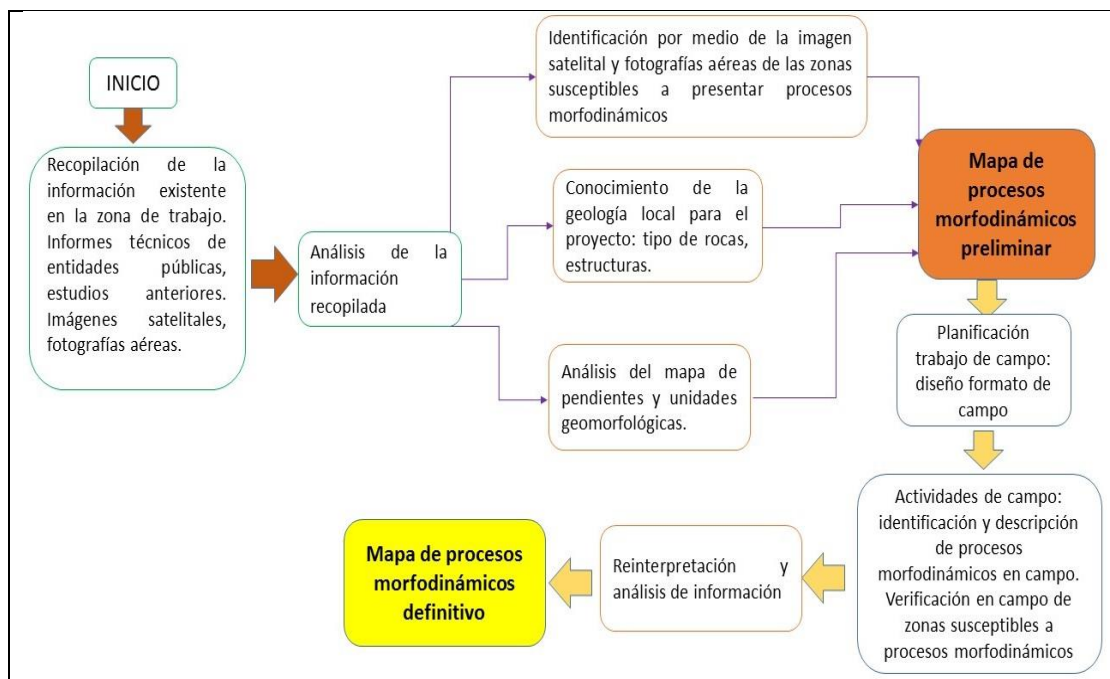 INICIO
Recopilación de la
información existente
en la zona de trabajo.
Informes técnicos de
entidades públicas,
estudios anteriores.
Imágenes satelitales,
fotografías aéreas.
Análisis de la
información
recopilada
Identificación por medio de la imagen
satelital y fotografías aéreas de las zonas
susceptibles a presentar procesos
morfodinámicos
Conocimiento de la
geología local para el
proyecto: tipo de rocas,
estructuras.
Análisis del mapa de
pendientes y unidades
geomorfológicas.
Mapa de
procesos
morfodinámicos
preliminar
Planificación
trabajo de campo:
diseño formato de
campo
Actividades de campo:
identificación y descripción
de procesos
morfodinámicos en campo.
Verificación en campo de
zonas susceptibles a
procesos morfodinámicos
Reinterpretación y
análisis de información
Mapa de procesos
morfodinámicos
definitivo